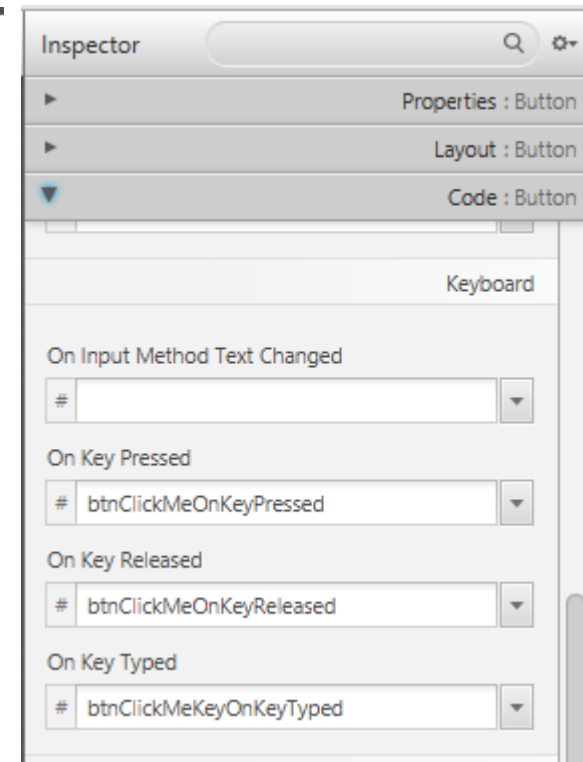 Inspector
Properties : Button
Layout : Button
Code : Button
Keyboard
On Input Method Text Changed
#
On Key Pressed
# btnClickMeOnKeyPressed
On Key Released
# btnClickMeOnKeyReleased
On Key Typed
# btnClickMeKeyOnKeyTyped